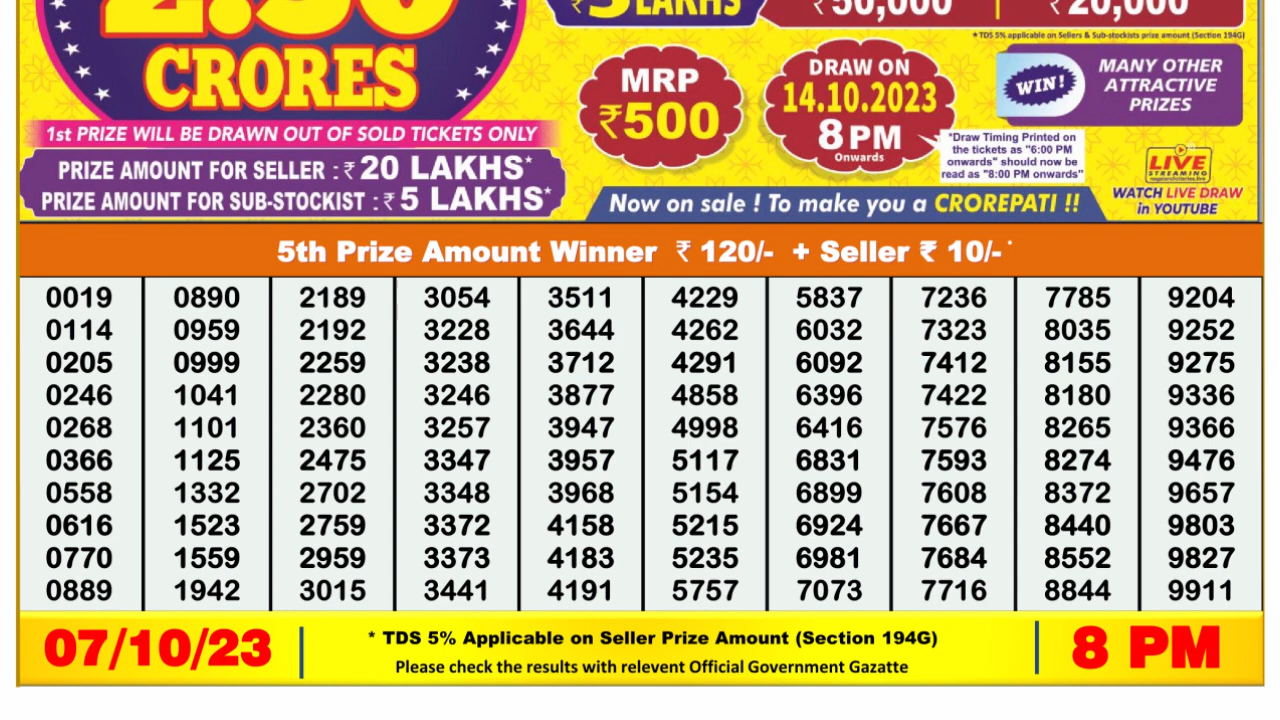 2.50
CRORES
1st PRIZE WILL BE DRAWN OUT OF SOLD TICKETS ONLY
PRIZE AMOUNT FOR SELLER : ₹ 20 LAKHS*
PRIZE AMOUNT FOR SUB-STOCKIST : ₹ 5 LAKHS*
₹ 5 LAKHS
₹ 50,000
₹ 20,000
* TDS 5% applicable on Sellers & Sub-stockists prize amount (Section 194G)
MRP
₹500
DRAW ON
14.10.2023
8 PM
Onwards
WIN!
MANY OTHER
ATTRACTIVE
PRIZES
"Draw Timing Printed on
the tickets as "6:00 PM
onwards" should now be
read as "8:00 PM onwards"
LIVE
STREAMING
WATCH LIVE DRAW
in YOUTUBE
Now on sale ! To make you a CROREPATI !!
5th Prize Amount Winner ₹ 120/- + Seller ₹ 10/- *
0019 0890 2189 3054 3511 4229 5837 7236 7785 9204
0114 0959 2192 3228 3644 4262 6032 7323 8035 9252
0205 0999 2259 3238 3712 4291 6092 7412 8155 9275
0246 1041 2280 3246 3877 4858 6396 7422 8180 9336
0268 1101 2360 3257 3947 4998 6416 7576 8265 9366
0366 1125 2475 3347 3957 5117 6831 7593 8274 9476
0558 1332 2702 3348 3968 5154 6899 7608 8372 9657
0616 1523 2759 3372 4158 5215 6924 7667 8440 9803
0770 1559 2959 3373 4183 5235 6981 7684 8552 9827
0889 1942 3015 3441 4191 5757 7073 7716 8844 9911
07/10/23
* TDS 5% Applicable on Seller Prize Amount (Section 194G)
Please check the results with relevent Official Government Gazatte
8 PM